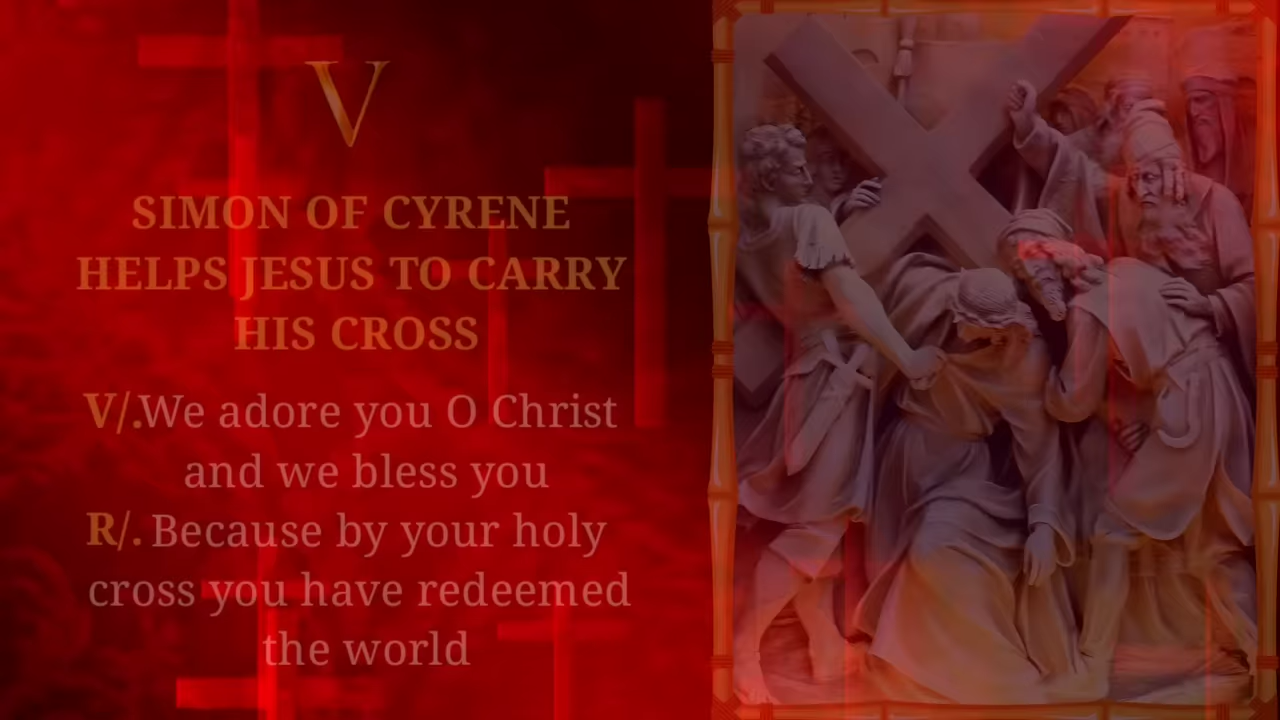 V
SIMON OF CYRENE
HELPS JESUS TO CARRY
HIS CROSS
V/.We adore you O Christ
and we bless you
R/. Because by your holy
cross you have redeemed
the world